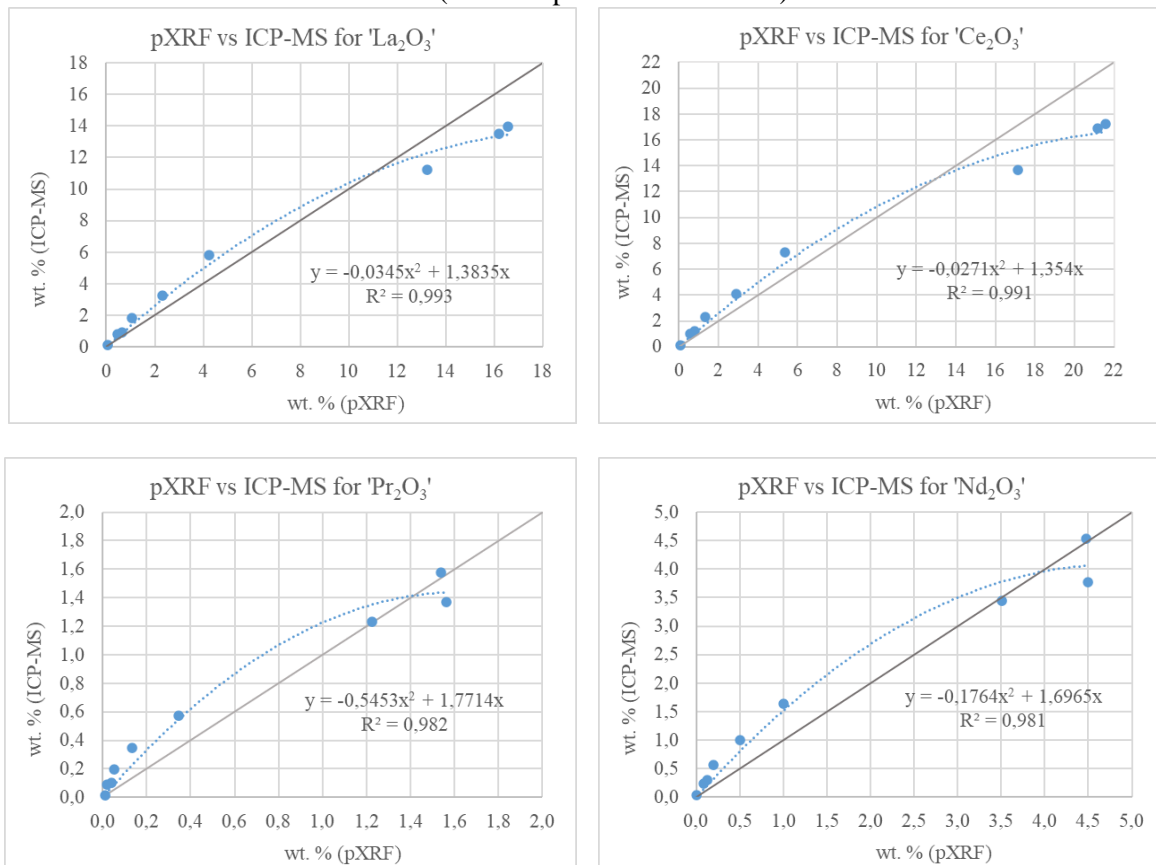 pXRF vs ICP-MS for 'La₂O₃'
18
16
14
12
10
8
6
4
2
0
wt. % (ICP-MS)
y = -0,0345x² + 1,3835x
R² = 0,993
0 2 4 6 8 10 12 14 16 18
wt. % (pXRF)
pXRF vs ICP-MS for 'Ce₂O₃'
22
20
18
16
14
12
10
8
6
4
2
0
wt. % (ICP-MS)
y = -0,0271x² + 1,354x
R² = 0,991
0 2 4 6 8 10 12 14 16 18 20 22
wt. % (pXRF)
pXRF vs ICP-MS for 'Pr₂O₃'
2,0
1,8
1,6
1,4
1,2
1,0
0,8
0,6
0,4
0,2
0,0
wt. % (ICP-MS)
y = -0,5453x² + 1,7714x
R² = 0,982
0,0 0,2 0,4 0,6 0,8 1,0 1,2 1,4 1,6 1,8 2,0
wt. % (pXRF)
pXRF vs ICP-MS for 'Nd₂O₃'
5,0
4,5
4,0
3,5
3,0
2,5
2,0
1,5
1,0
0,5
0,0
wt. % (ICP-MS)
y = -0,1764x² + 1,6965x
R² = 0,981
0,0 0,5 1,0 1,5 2,0 2,5 3,0 3,5 4,0 4,5 5,0
wt. % (pXRF)